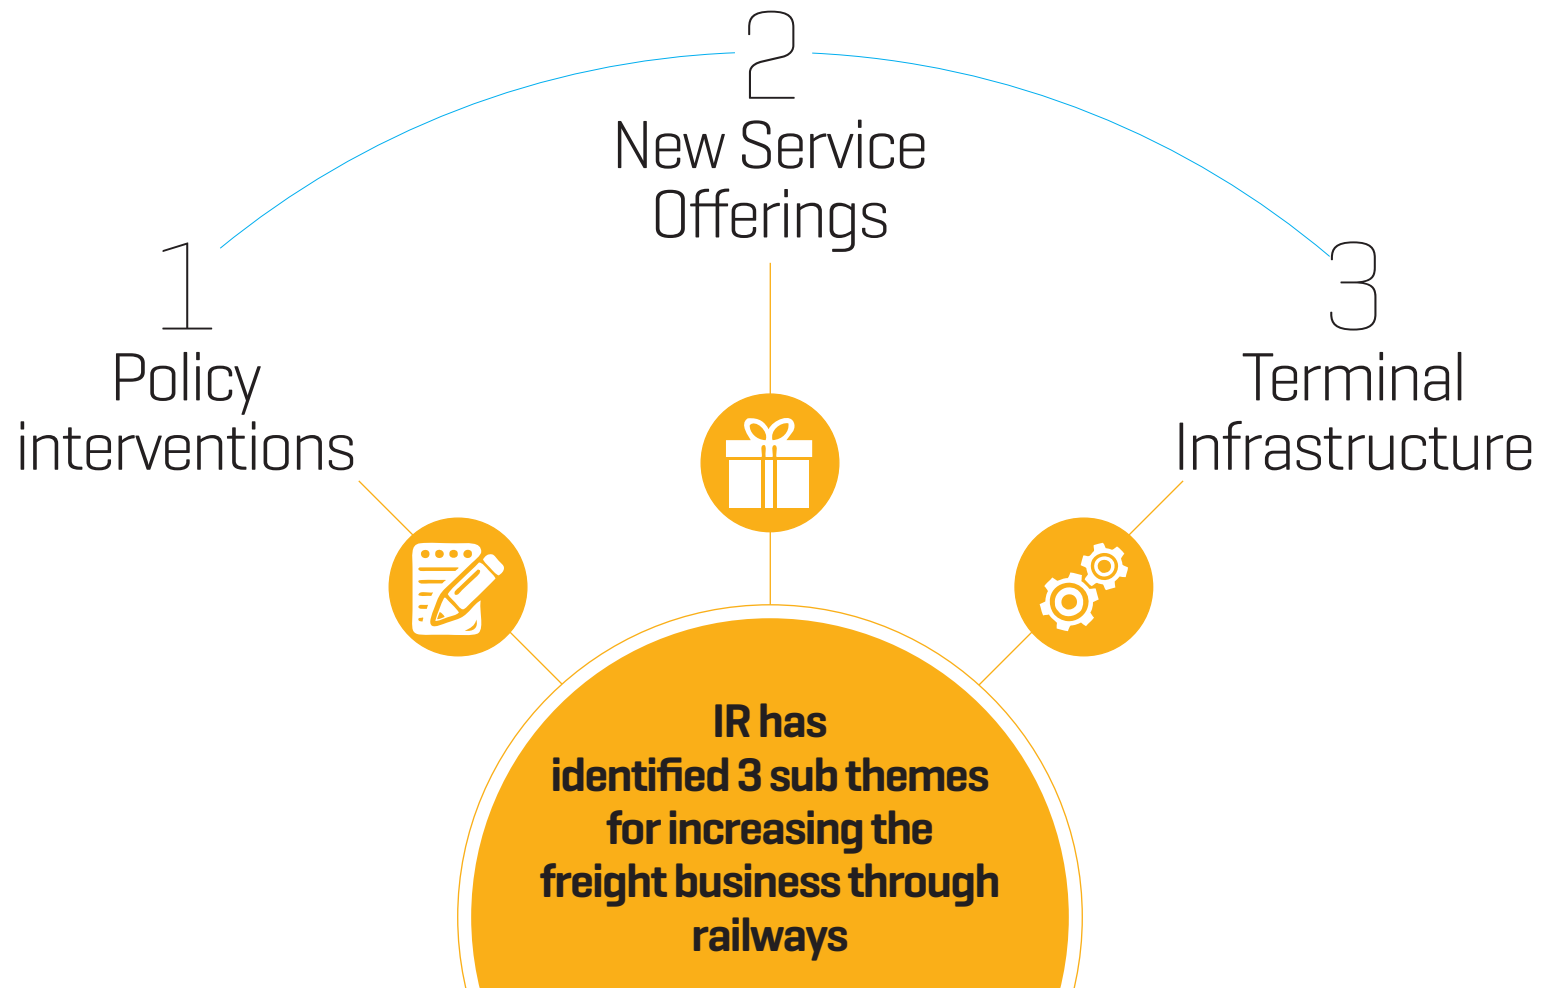 1
Policy
interventions
2
New Service
Offerings
3
Terminal
Infrastructure
IR has
identified 3 sub themes
for increasing the
freight business through
railways